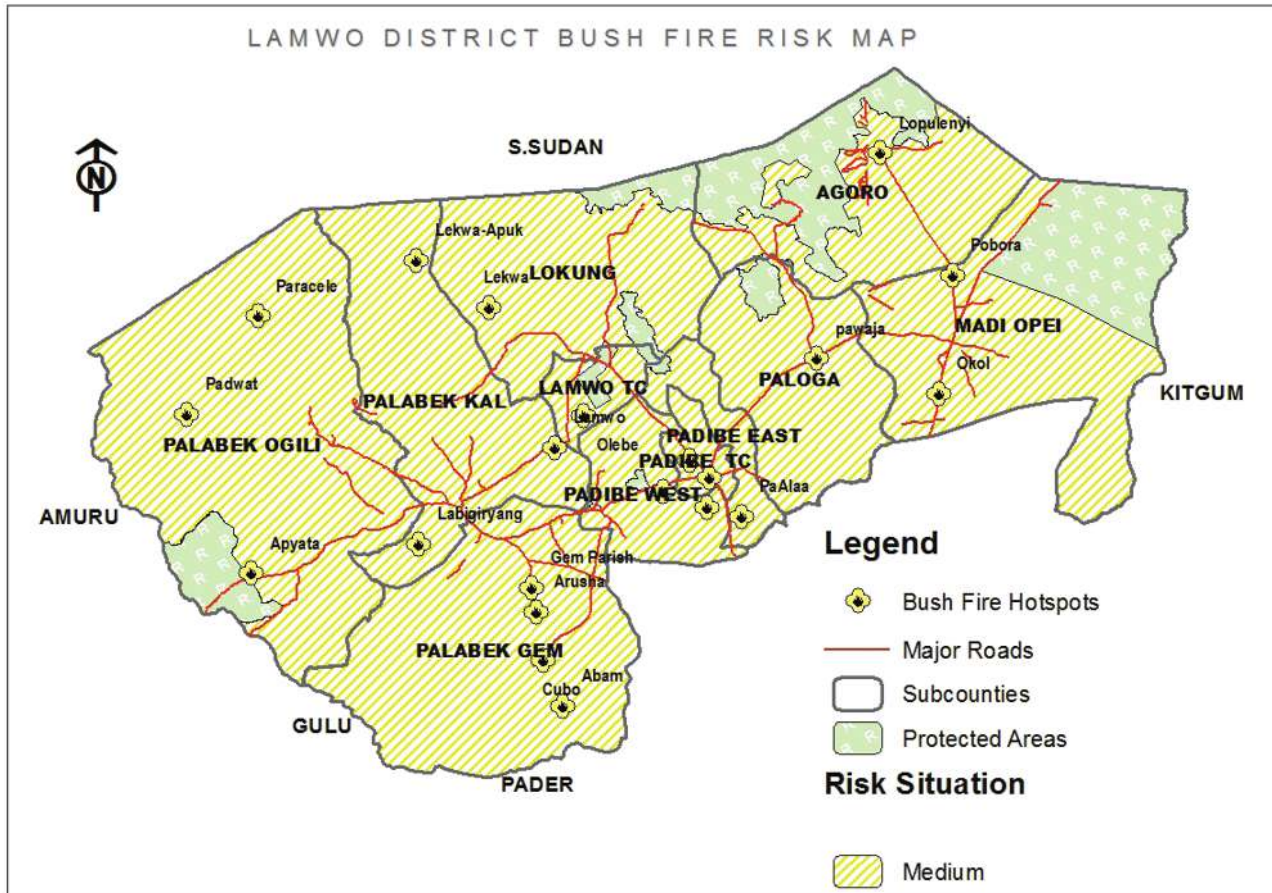 LAMWO DISTRICT BUSH FIRE RISK MAP
Lopulenyi
S.SUDAN
N
AGORO
Lekwa-Apuk
Pobora
Lekwa
LOKUNG
Paracele
MADI OPEI
pawaja
Okol
PALOGA
KITGUM
Padwat
LAMWO TC
PALABEK KAL
Lamwo
PALABEK OGILI
Olebe
PADIBE EAST
PADIBE TC
PaAlaa
PADIBE WEST
AMURU
Labigiryang
Apyata
Gem Parish
Arusha
PALABEK GEM
Abam
Cubo
GULU
PADER
Legend
Bush Fire Hotspots
Major Roads
Subcounties
R
Protected Areas
Risk Situation
Medium